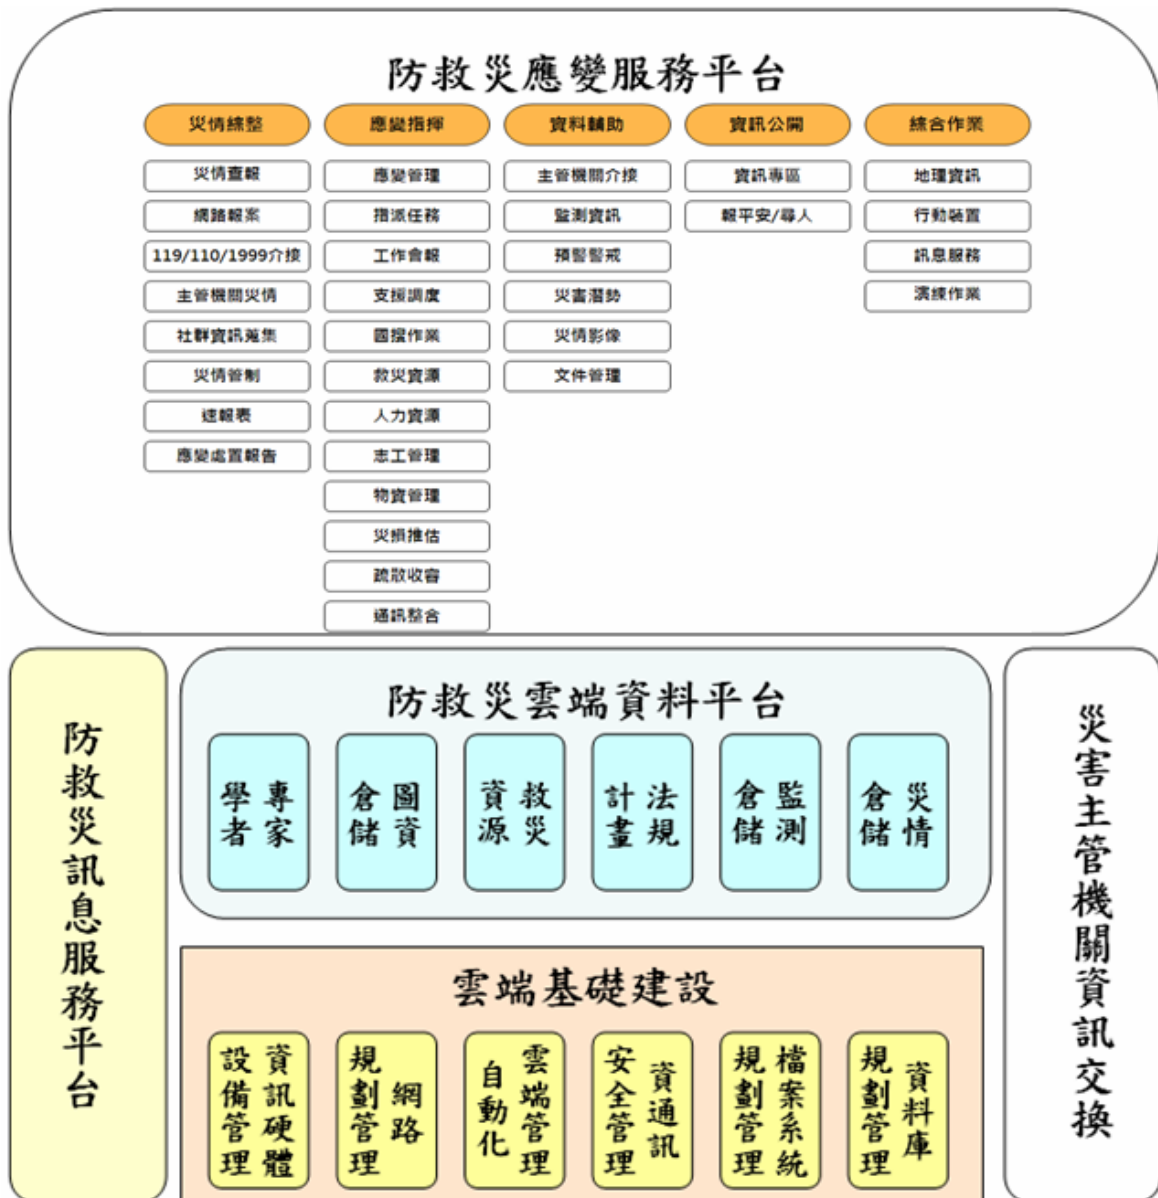 防救災應變服務平台
災情綜整
災情查報
網路報案
119/110/1999介接
主管機關災情
社群資訊蒐集
災情管制
速報表
應變處置報告
應變指揮
應變管理
指派任務
工作會報
支援調度
國搜作業
救災資源
人力資源
志工管理
物資管理
災損推估
疏散收容
通訊整合
資料輔助
主管機關介接
監測資訊
預警警戒
災害潛勢
災情影像
文件管理
資訊公開
資訊專區
報平安/尋人
綜合作業
地理資訊
行動裝置
訊息服務
演練作業
防救災訊息服務平台
防救災雲端資料平台
專家
學者
圖資
倉儲
救災
資源
法規
計畫
監測
倉儲
災情
倉儲
雲端基礎建設
資訊硬體
設備管理
網路
規劃管理
雲端管理
自動化
資通訊
安全管理
檔案系統
規劃管理
資料庫
規劃管理
災害主管機關資訊交換